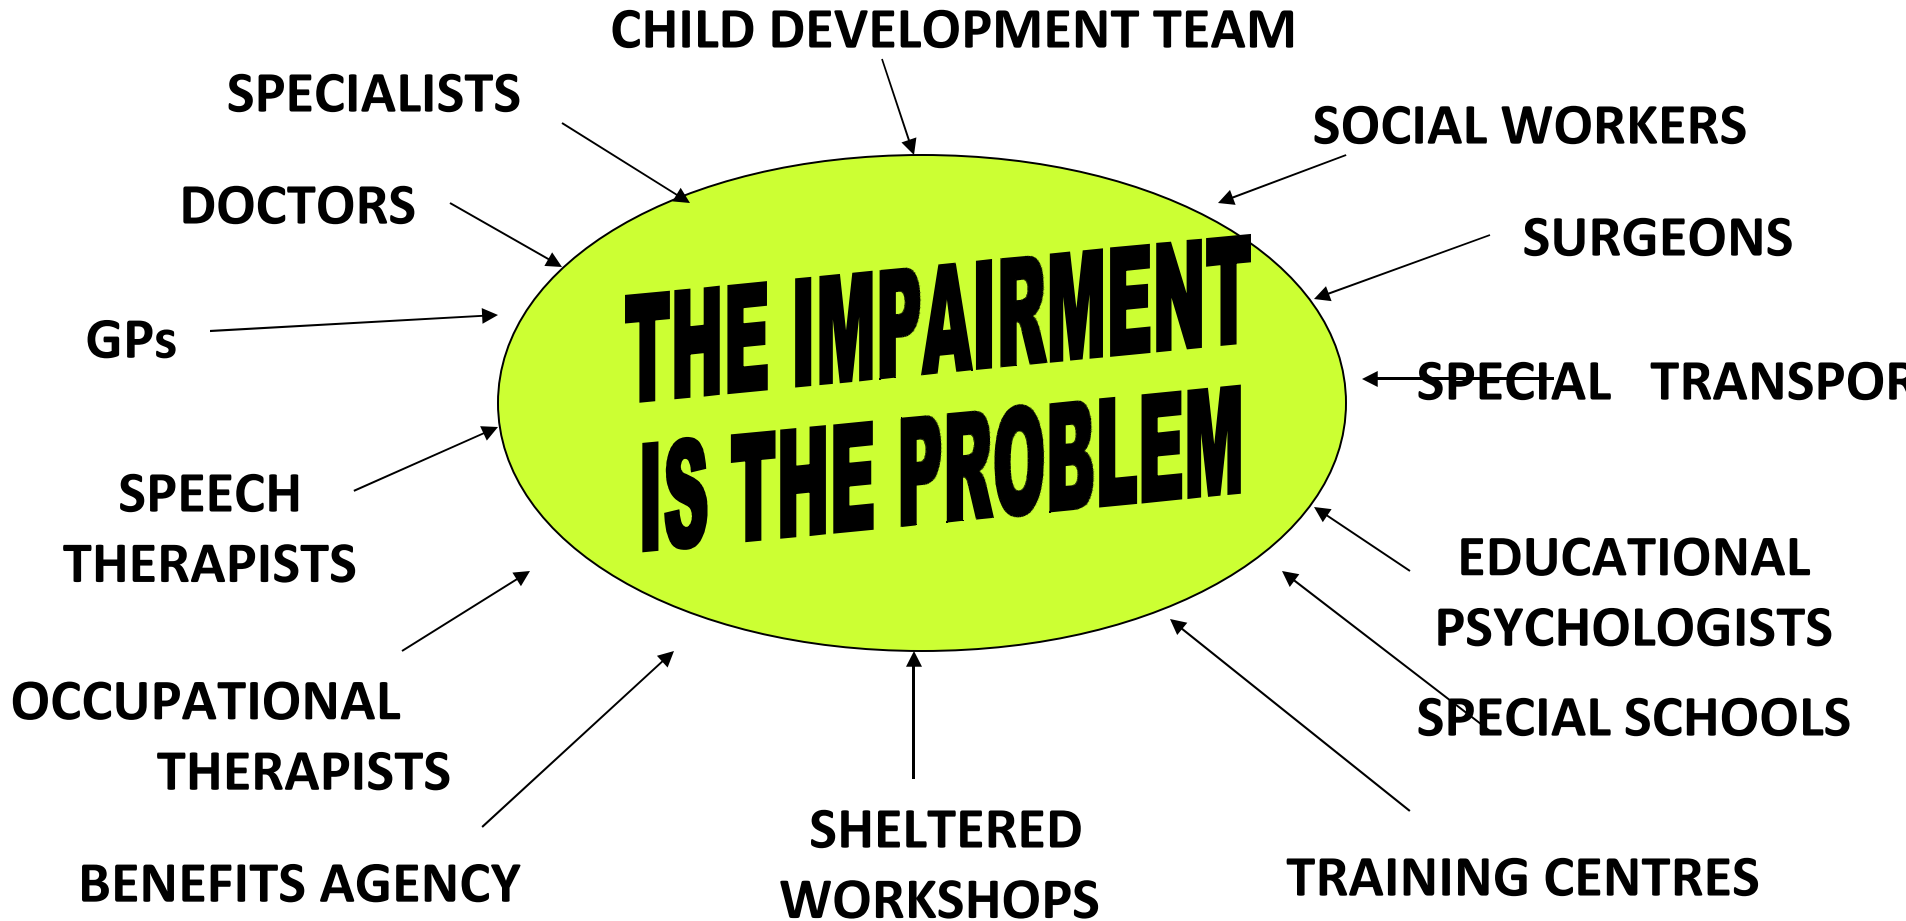 CHILD DEVELOPMENT TEAM
SPECIALISTS
SOCIAL WORKERS
DOCTORS
SURGEONS
THE IMPAIRMENT
IS THE PROBLEM
GPs
SPECIAL TRANSPOR
SPEECH
THERAPISTS
EDUCATIONAL
PSYCHOLOGISTS
OCCUPATIONAL
THERAPISTS
SPECIAL SCHOOLS
BENEFITS AGENCY
SHELTERED
WORKSHOPS
TRAINING CENTRES